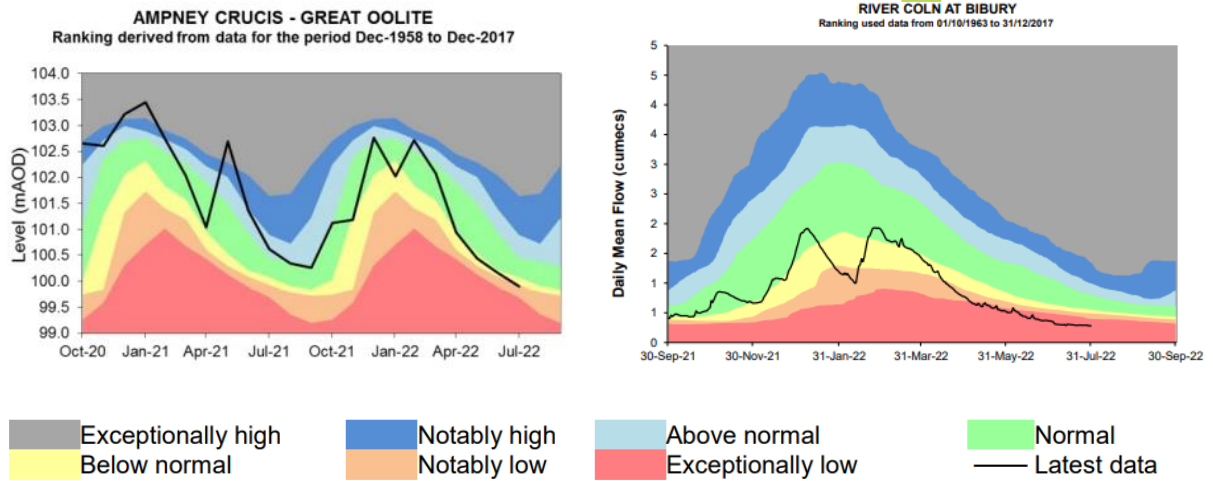 AMPNEY CRUCIS - GREAT OOLITE
Ranking derived from data for the period Dec-1958 to Dec-2017
Level (mAOD)
104.0
103.5
103.0
102.5
102.0
101.5
101.0
100.5
100.0
99.5
99.0
Oct-20 Jan-21 Apr-21 Jul-21 Oct-21 Jan-22 Apr-22 Jul-22
RIVER COLN AT BIBURY
Ranking used data from 01/10/1963 to 31/12/2017
Daily Mean Flow (cumecs)
5
5
4
4
3
3
2
2
1
1
0
30-Sep-21 30-Nov-21 31-Jan-22 31-Mar-22 31-May-22 31-Jul-22 30-Sep-22
Exceptionally high Notably high Above normal Normal
Below normal Notably low Exceptionally low Latest data